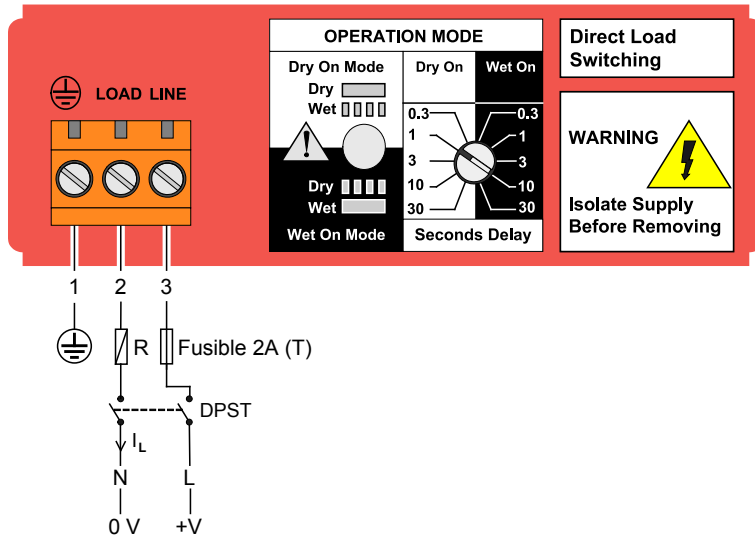 LOAD LINE
OPERATION MODE
Dry On Mode
Dry
Wet
Dry
Wet
Wet On Mode
Dry On
Wet On
0.3
0.3
1
1
3
3
10
10
30
30
Seconds Delay
Direct Load
Switching
WARNING
Isolate Supply
Before Removing
1 2 3
R
Fusible 2A (T)
DPST
IL
N L
0 V +V